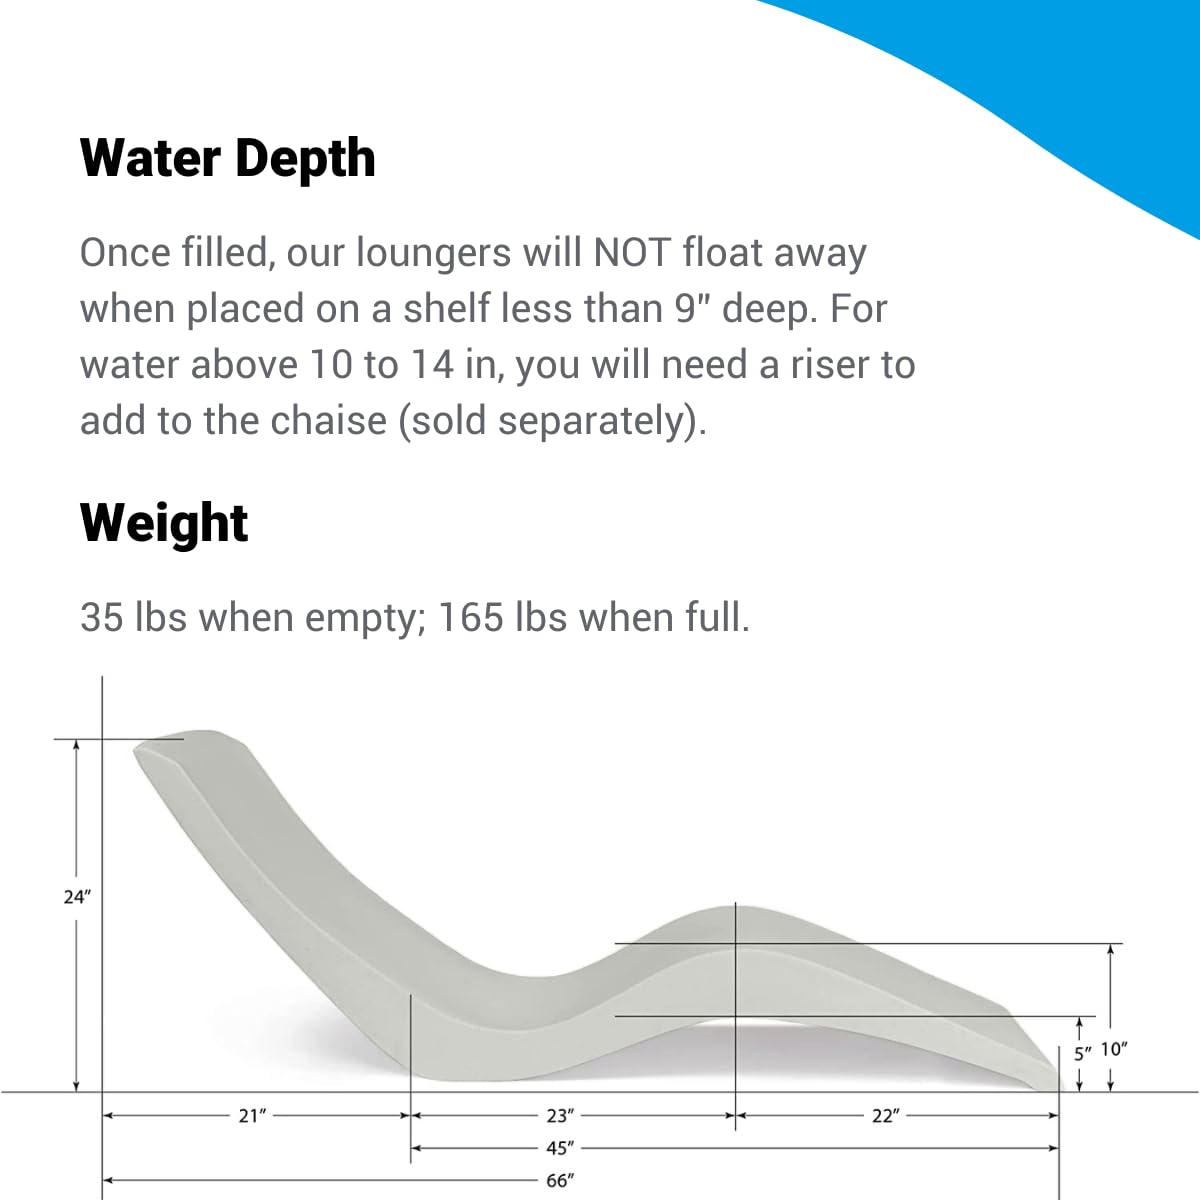 Water Depth
Once filled, our loungers will NOT float away
when placed on a shelf less than 9" deep. For
water above 10 to 14 in, you will need a riser to
add to the chaise (sold separately).
Weight
35 lbs when empty; 165 lbs when full.
24"
5"
10"
21"
23"
22"
45"
66"